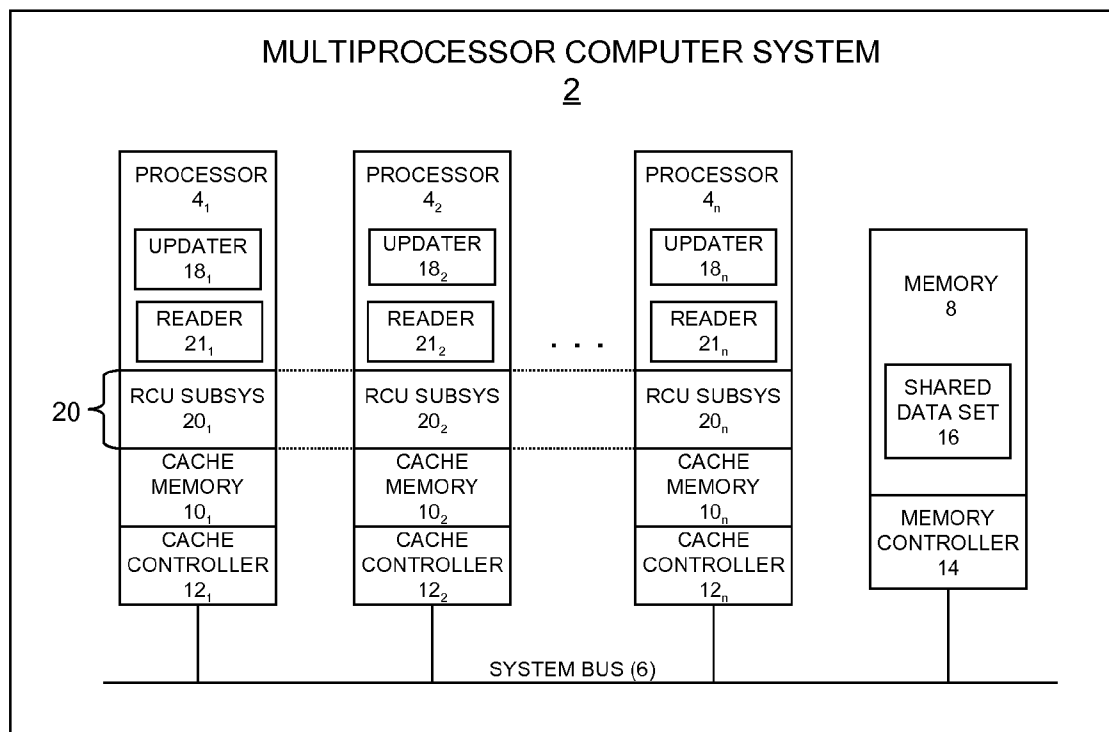 MULTIPROCESSOR COMPUTER SYSTEM
2
PROCESSOR
4₁
UPDATER
18₁
READER
21₁
RCU SUBSYS
20₁
CACHE
MEMORY
10₁
CACHE
CONTROLLER
12₁
PROCESSOR
4₂
UPDATER
18₂
READER
21₂
RCU SUBSYS
20₂
CACHE
MEMORY
10₂
CACHE
CONTROLLER
12₂
. . .
PROCESSOR
4ₙ
UPDATER
18ₙ
READER
21ₙ
RCU SUBSYS
20ₙ
CACHE
MEMORY
10ₙ
CACHE
CONTROLLER
12ₙ
MEMORY
8
SHARED
DATA SET
16
MEMORY
CONTROLLER
14
20
SYSTEM BUS (6)